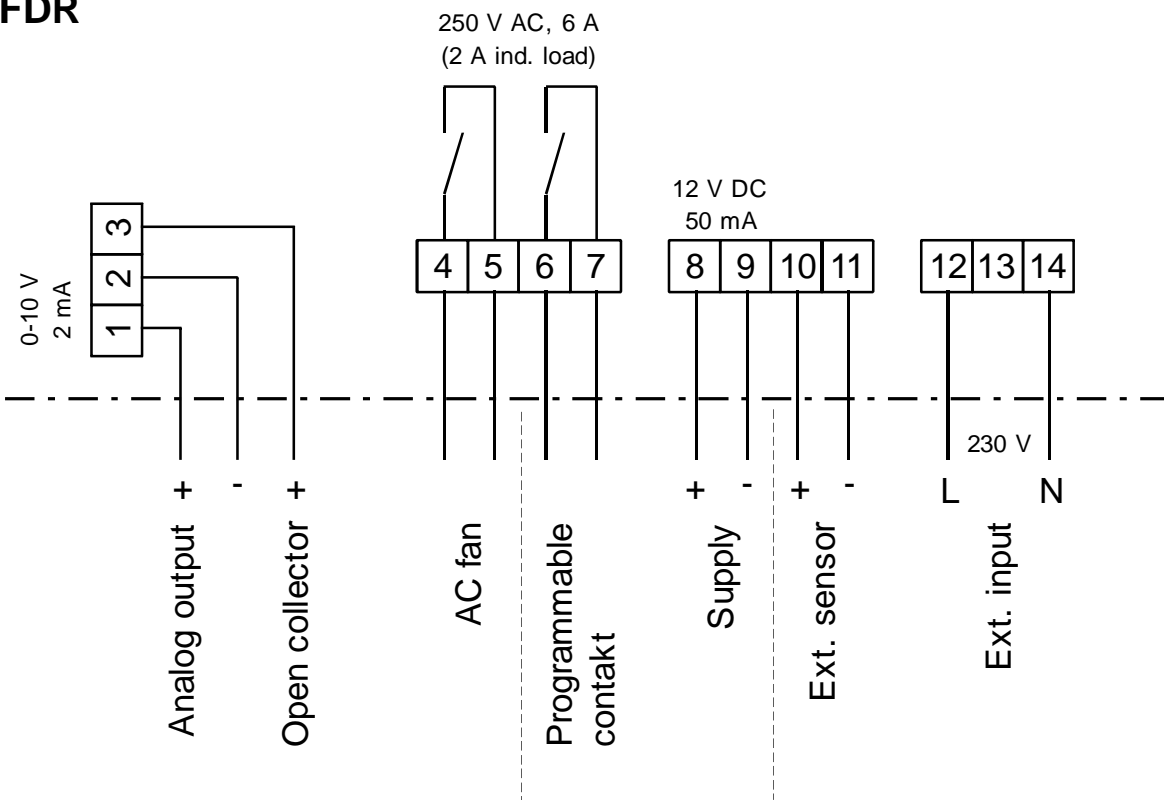 FDR
250 V AC, 6 A
(2 A ind. load)
12 V DC
50 mA
0-10 V
2 mA
3
2
1
4 5 6 7
8 9 10 11
12 13 14
230 V
+ - +
+ - + -
L N
Analog output
Open collector
AC fan
Programmable
contakt
Supply
Ext. sensor
Ext. input